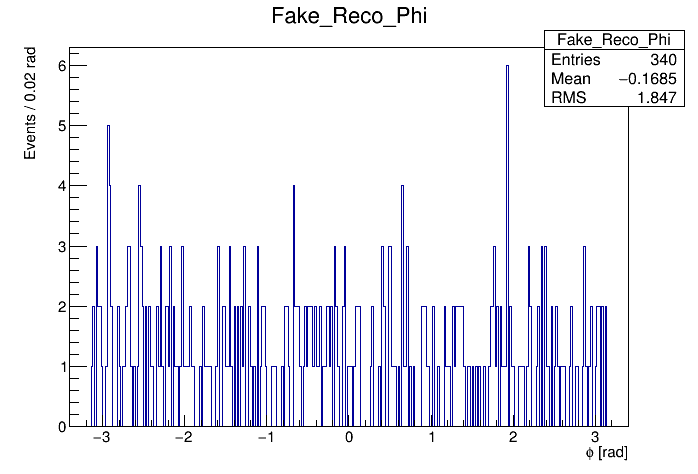 Fake_Reco_Phi
Fake_Reco_Phi
Entries 340
Mean −0.1685
RMS 1.847
Events / 0.02 rad
6
5
4
3
2
1
0
−3 −2 −1 0 1 2 3
ϕ [rad]